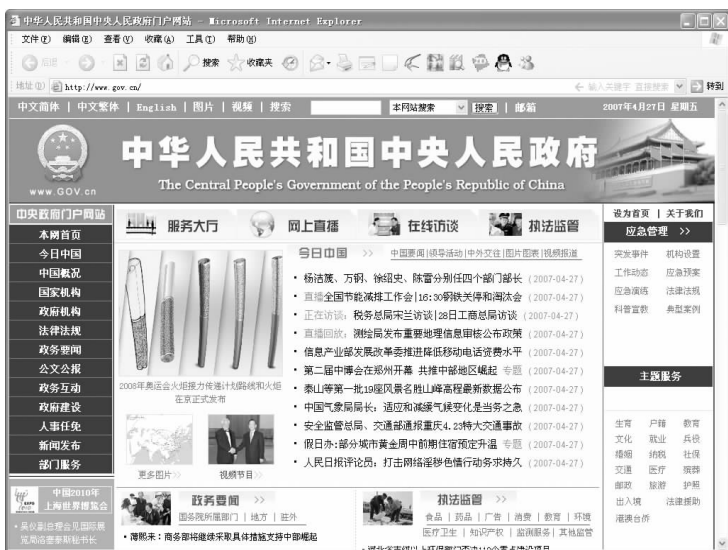 中华人民共和国中央人民政府门户网站 - Microsoft Internet Explorer
文件(F) 编辑(E) 查看(V) 收藏(A) 工具(T) 帮助(H)
后退 搜索 收藏夹
地址(D) http://www.gov.cn/ 输入关键字 直接搜索 转到
中文简体 | 中文繁体 | English | 图片 | 视频 | 搜索 本网站搜索 搜索 | 邮箱 2007年4月27日 星期五
中华人民共和国中央人民政府
The Central People's Government of the People's Republic of China
www.GOV.cn
中央政府门户网站
本网首页
今日中国
中国概况
国家机构
政府机构
法律法规
政务要闻
公文公报
政务互动
政府建设
人事任免
新闻发布
部门服务
中国2010年
上海世界博览会
吴仪副总理会见国际展
览局洛塞泰斯秘书长
服务大厅 网上直播 在线访谈 执法监管
今日中国 >> 中国要闻|领导活动|中外交往|图片图表|视频报道
· 杨洁篪、万钢、徐绍史、陈雷分别任四个部门部长 (2007-04-27)
· 直播全国节能减排工作会|16:30钢铁关停和淘汰会 (2007-04-27)
· 正在访谈: 税务总局宋兰访谈|28日工商总局访谈 (2007-04-27)
· 直播回放: 测绘局发布重要地理信息审核公布政策 (2007-04-27)
· 信息产业部发展改革委推进降低移动电话资费水平 (2007-04-27)
· 第二届中博会在郑州开幕 共推中部地区崛起 专题 (2007-04-27)
· 泰山等第一批19座风景名胜山峰高程最新数据公布 (2007-04-27)
· 中国气象局局长: 适应和减缓气候变化是当务之急 (2007-04-27)
· 安全监管总局、交通部通报重庆4.23特大交通事故 (2007-04-27)
· 假日办:部分城市黄金周中前期住宿预定升温 专题 (2007-04-27)
· 人民日报评论员: 打击网络淫秽色情行动务求持久 (2007-04-27)
2008年奥运会火炬接力传递计划路线和火炬
在京正式发布
更多图片>> 视频节目>>
政务要闻 >>
国务院所属部门 | 地方 | 驻外
· 薄熙来: 商务部将继续采取具体措施支持中部崛起
执法监管 >>
食品 | 药品 | 广告 | 消费 | 教育 | 环境
医疗卫生 | 知识产权 | 监测服务 | 其他监管
设为首页 | 关于我们
应急管理 >>
突发事件 机构设置
工作动态 应急预案
应急演练 法律法规
科普宣教 典型案例
主题服务
生育 户籍 教育
文化 就业 兵役
婚姻 纳税 社保
交通 医疗 殡葬
邮政 旅游 护照
出入境 法律援助
港澳台侨